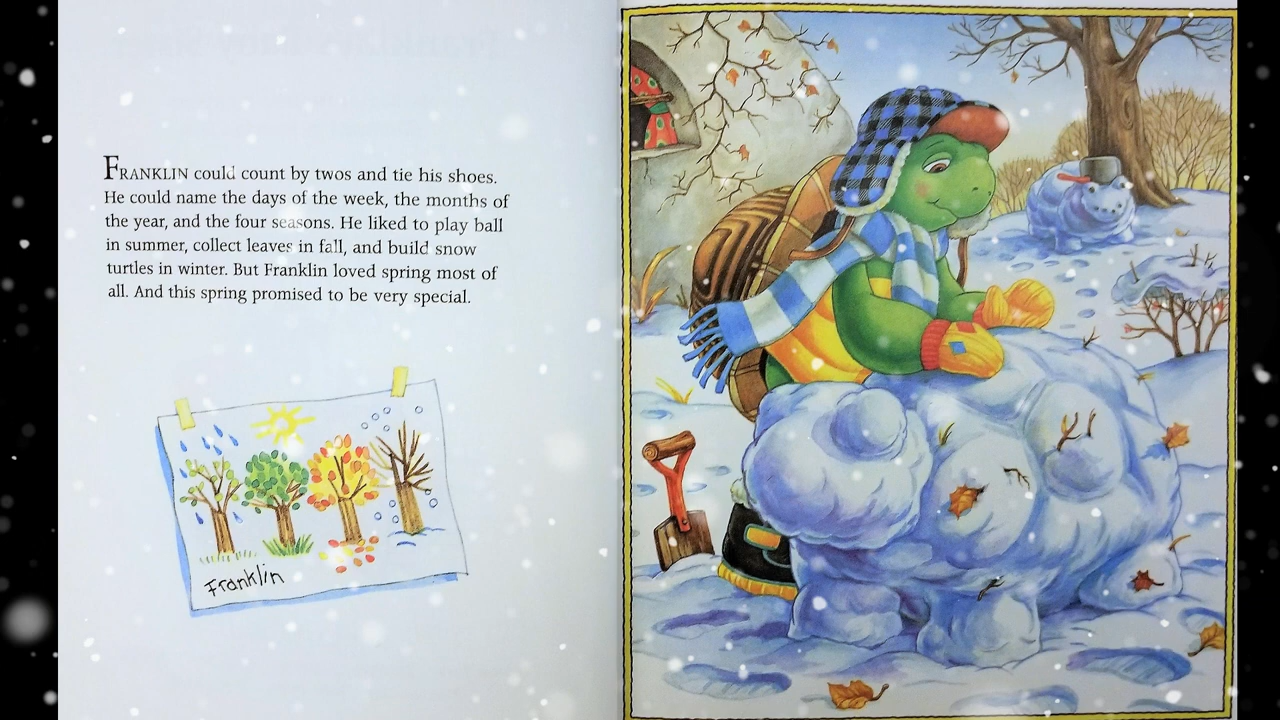 FRANKLIN could count by twos and tie his shoes.
He could name the days of the week, the months of
the year, and the four seasons. He liked to play ball
in summer, collect leaves in fall, and build snow
turtles in winter. But Franklin loved spring most of
all. And this spring promised to be very special.
Franklin